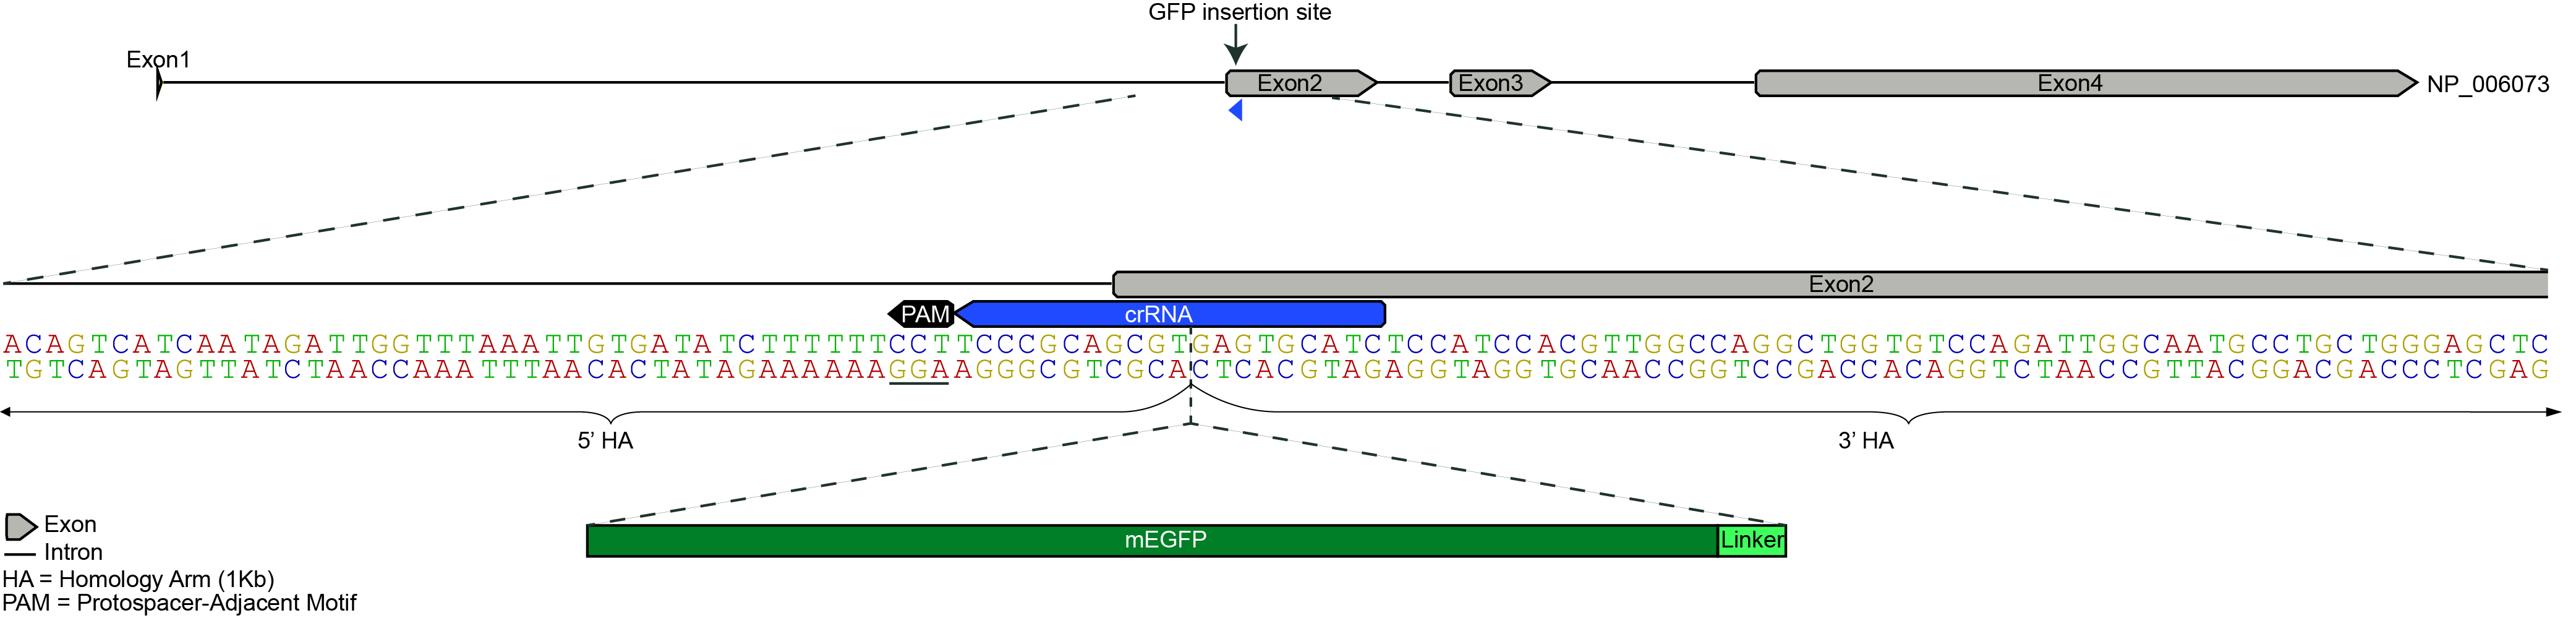 GFP insertion site
Exon1
Exon2
Exon3
Exon4
NP_006073
Exon2
PAM
crRNA
ACAGTCATCAATAGATTGGTTTAAATTGTGATATCTTTTTTCCTTCCCGCAGCGTGAGTGCATCTCCATCCACGTTGGCCAGGCTGGTGTCCAGATTGGCAATGCCTGCTGGGAGCTC
TGTCAGTAGTTATCTAACCAAATTTAACACTATAGAAAAAAGGAAGGGCGTCGCACTCACGTAGAGGTAGGTGCAACCGGTCCGACCACAGGTCTAACCGTTACGGACGACCCTCGAG
5’ HA
3’ HA
mEGFP
Linker
Exon
Intron
HA = Homology Arm (1Kb)
PAM = Protospacer-Adjacent Motif